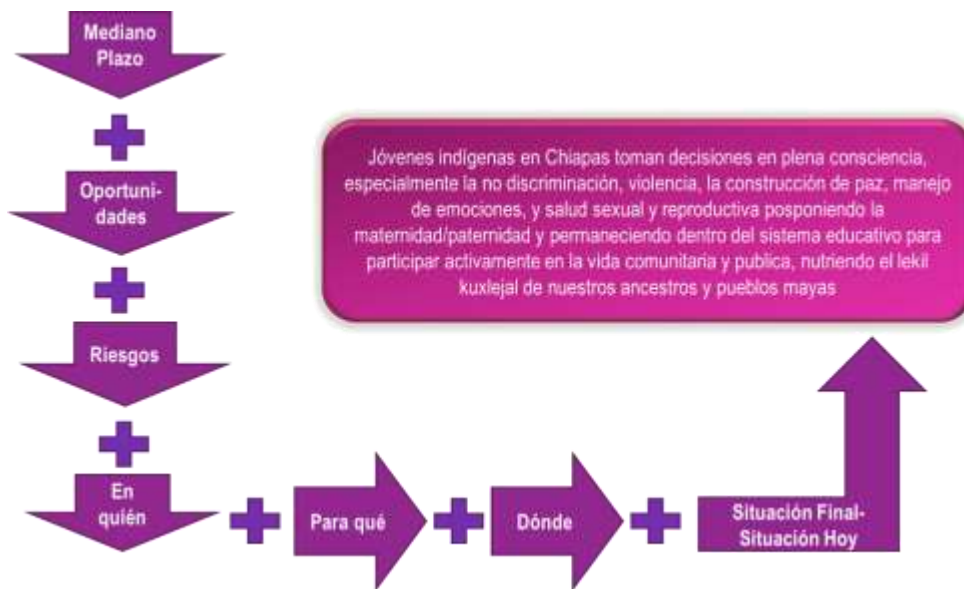 Mediano
Plazo
Oportuni-
dades
Riesgos
En
quién
Para qué
Dónde
Situación Final-
Situación Hoy
Jóvenes indígenas en Chiapas toman decisiones en plena consciencia,
especialmente la no discriminación, violencia, la construcción de paz, manejo
de emociones, y salud sexual y reproductiva posponiendo la
maternidad/paternidad y permaneciendo dentro del sistema educativo para
participar activamente en la vida comunitaria y publica, nutriendo el lekil
kuxlejal de nuestros ancestros y pueblos mayas